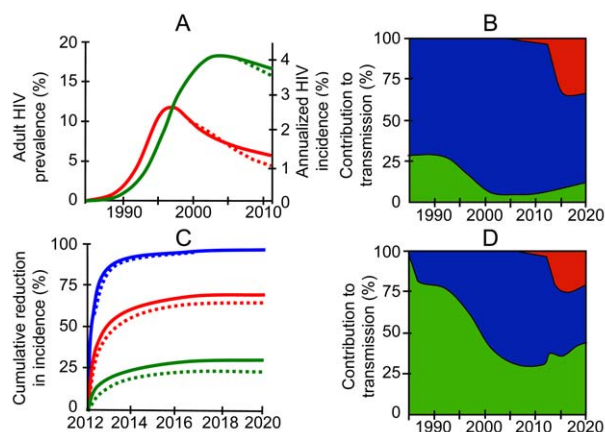 A
Adult HIV
prevalence (%)
20
15
10
5
0
1990
2000
2010
4
3
2
1
0
Annualized HIV
incidence (%)
B
Contribution to
transmission (%)
100
75
50
25
0
1990
2000
2010
2020
C
Cumulative reduction
in incidence (%)
100
75
50
25
0
2012
2014
2016
2018
2020
D
Contribution to
transmission (%)
100
75
50
25
0
1990
2000
2010
2020